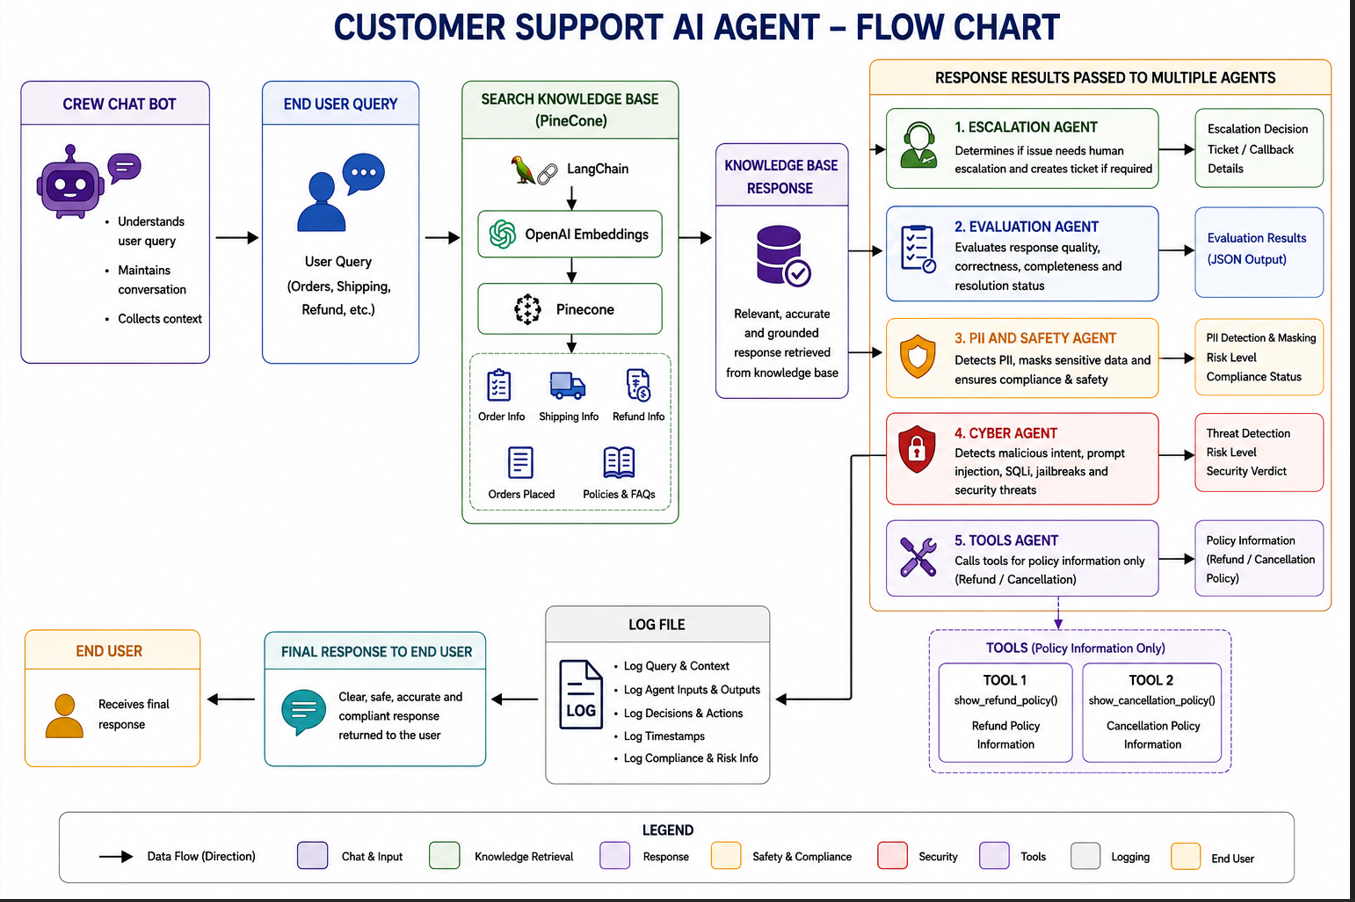 CUSTOMER SUPPORT AI AGENT – FLOW CHART
CREW CHAT BOT
• Understands
user query
• Maintains
conversation
• Collects context
END USER QUERY
User Query
(Orders, Shipping,
Refund, etc.)
SEARCH KNOWLEDGE BASE
(PineCone)
LangChain
OpenAI Embeddings
Pinecone
Order Info
Shipping Info
Refund Info
Orders Placed
Policies & FAQs
KNOWLEDGE BASE
RESPONSE
Relevant, accurate
and grounded
response retrieved
from knowledge base
RESPONSE RESULTS PASSED TO MULTIPLE AGENTS
1. ESCALATION AGENT
Determines if issue needs human
escalation and creates ticket if required
Escalation Decision
Ticket / Callback
Details
2. EVALUATION AGENT
Evaluates response quality,
correctness, completeness and
resolution status
Evaluation Results
(JSON Output)
3. PII AND SAFETY AGENT
Detects PII, masks sensitive data and
ensures compliance & safety
PII Detection & Masking
Risk Level
Compliance Status
4. CYBER AGENT
Detects malicious intent, prompt
injection, SQLi, jailbreaks and
security threats
Threat Detection
Risk Level
Security Verdict
5. TOOLS AGENT
Calls tools for policy information only
(Refund / Cancellation)
Policy Information
(Refund / Cancellation
Policy)
TOOLS (Policy Information Only)
TOOL 1
show_refund_policy()
Refund Policy
Information
TOOL 2
show_cancellation_policy()
Cancellation Policy
Information
LOG FILE
LOG
• Log Query & Context
• Log Agent Inputs & Outputs
• Log Decisions & Actions
• Log Timestamps
• Log Compliance & Risk Info
FINAL RESPONSE TO END USER
Clear, safe, accurate and
compliant response
returned to the user
END USER
Receives final
response
LEGEND
Data Flow (Direction)
Chat & Input
Knowledge Retrieval
Response
Safety & Compliance
Security
Tools
Logging
End User